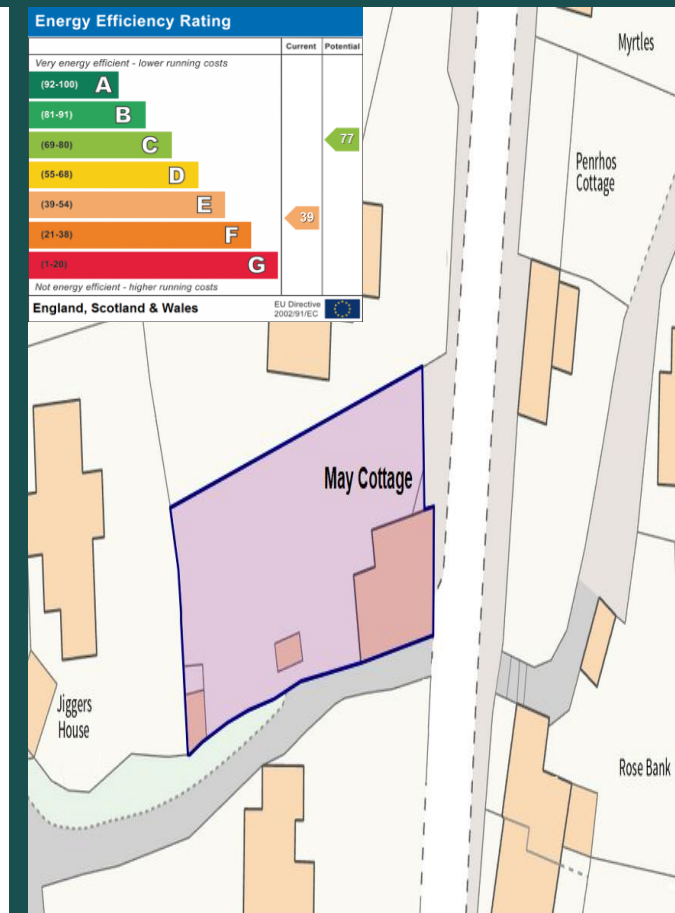 Energy Efficiency Rating
Current Potential
Very energy efficient - lower running costs
(92-100) A
(81-91) B
(69-80) C
77
(55-68) D
(39-54) E
39
(21-38) F
(1-20) G
Not energy efficient - higher running costs
England, Scotland & Wales
EU Directive
2002/91/EC
Myrtles
Penrhos
Cottage
May Cottage
Jiggers
House
Rose Bank